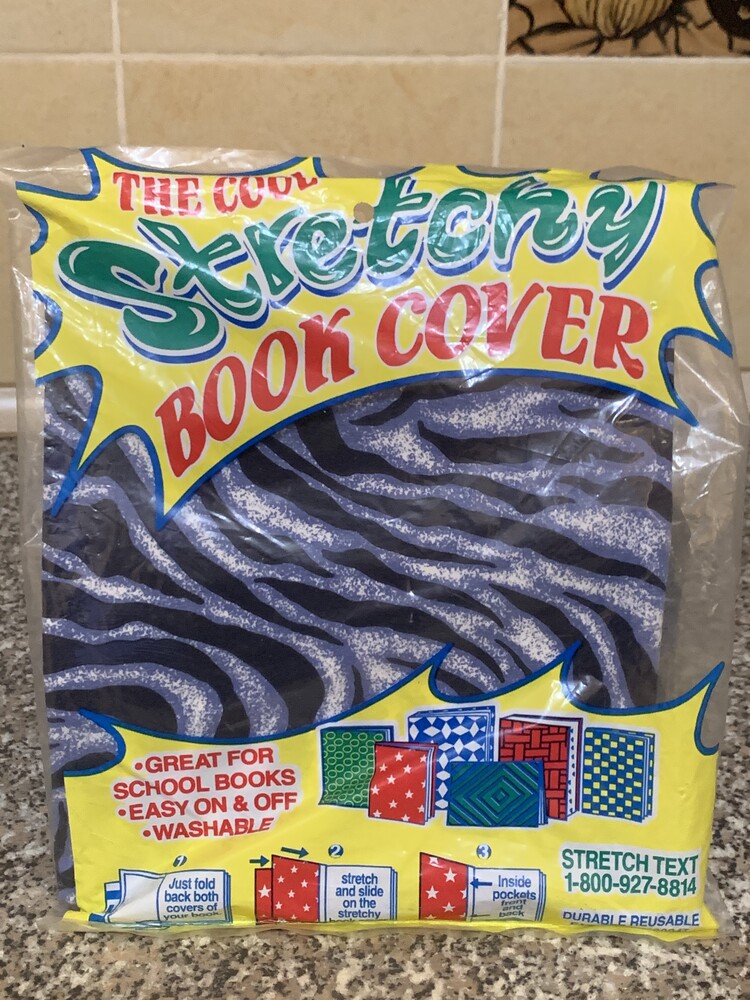 THE COOL
Stretchy
BOOK COVER
•GREAT FOR
SCHOOL BOOKS
•EASY ON & OFF
•WASHABLE
1
Just fold
back both
covers of
your book
2
stretch
and slide
on the
stretchy
3
Inside
pockets
front
and
back
STRETCH TEXT
1-800-927-8814
DURABLE REUSABLE